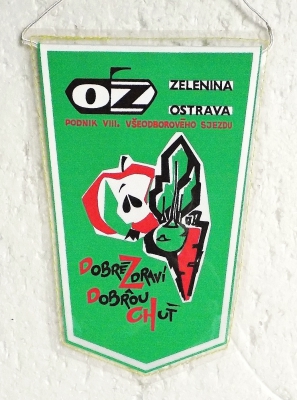 OZ ZELENINA
OSTRAVA
PODNIK VIII. VŠEODBOROVÉHO SJEZDU
DOBRÉ ZDRAVÍ
DOBROU CHUŤ